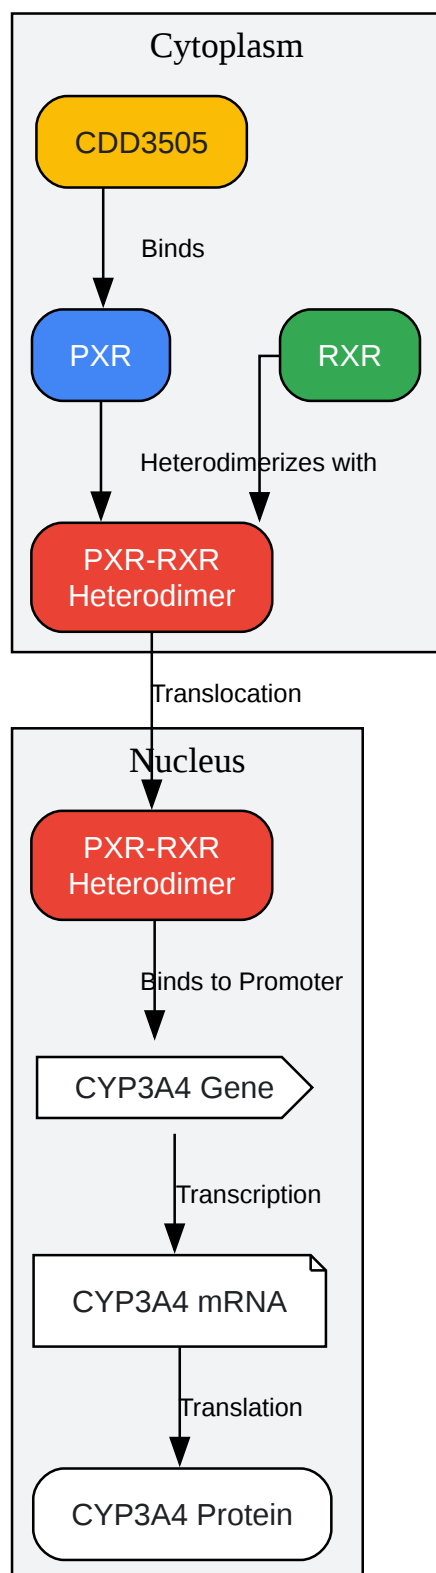 Cytoplasm
CDD3505
Binds
PXR
RXR
Heterodimerizes with
PXR-RXR
Heterodimer
Translocation
Nucleus
PXR-RXR
Heterodimer
Binds to Promoter
CYP3A4 Gene
Transcription
CYP3A4 mRNA
Translation
CYP3A4 Protein